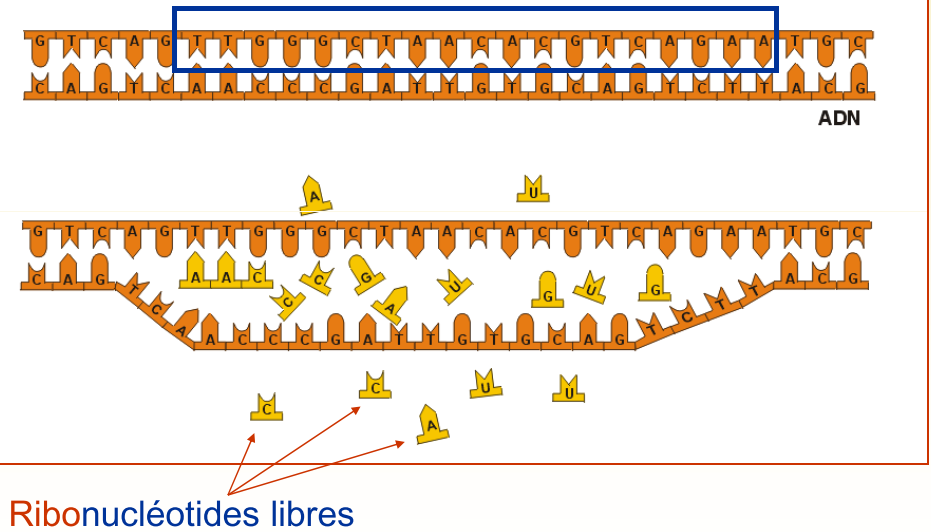 G T C A G T T G G G C T A A C A C G T C A G A A T G C
C A G T C A A C C C G A T T G T G C A G T C T T A C G
ADN
A U
G T C A G T T G G G C T A A C A C G T C A G A A T G C
A A C C C G A U G U G
C A G T C A A C C C G A T T G T G C A G T C T T A C G
C C A U U
Ribonucléotides libres